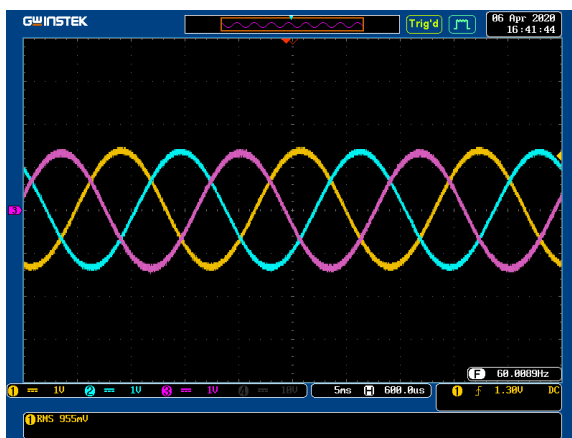 GWINSTEK
Trig'd
06 Apr 2020
16:41:44
3
F 60.0089Hz
1 1V 2 1V 3 1V 4 10V 5ms H 600.0us 1 1.30V DC
1 RMS 955mV